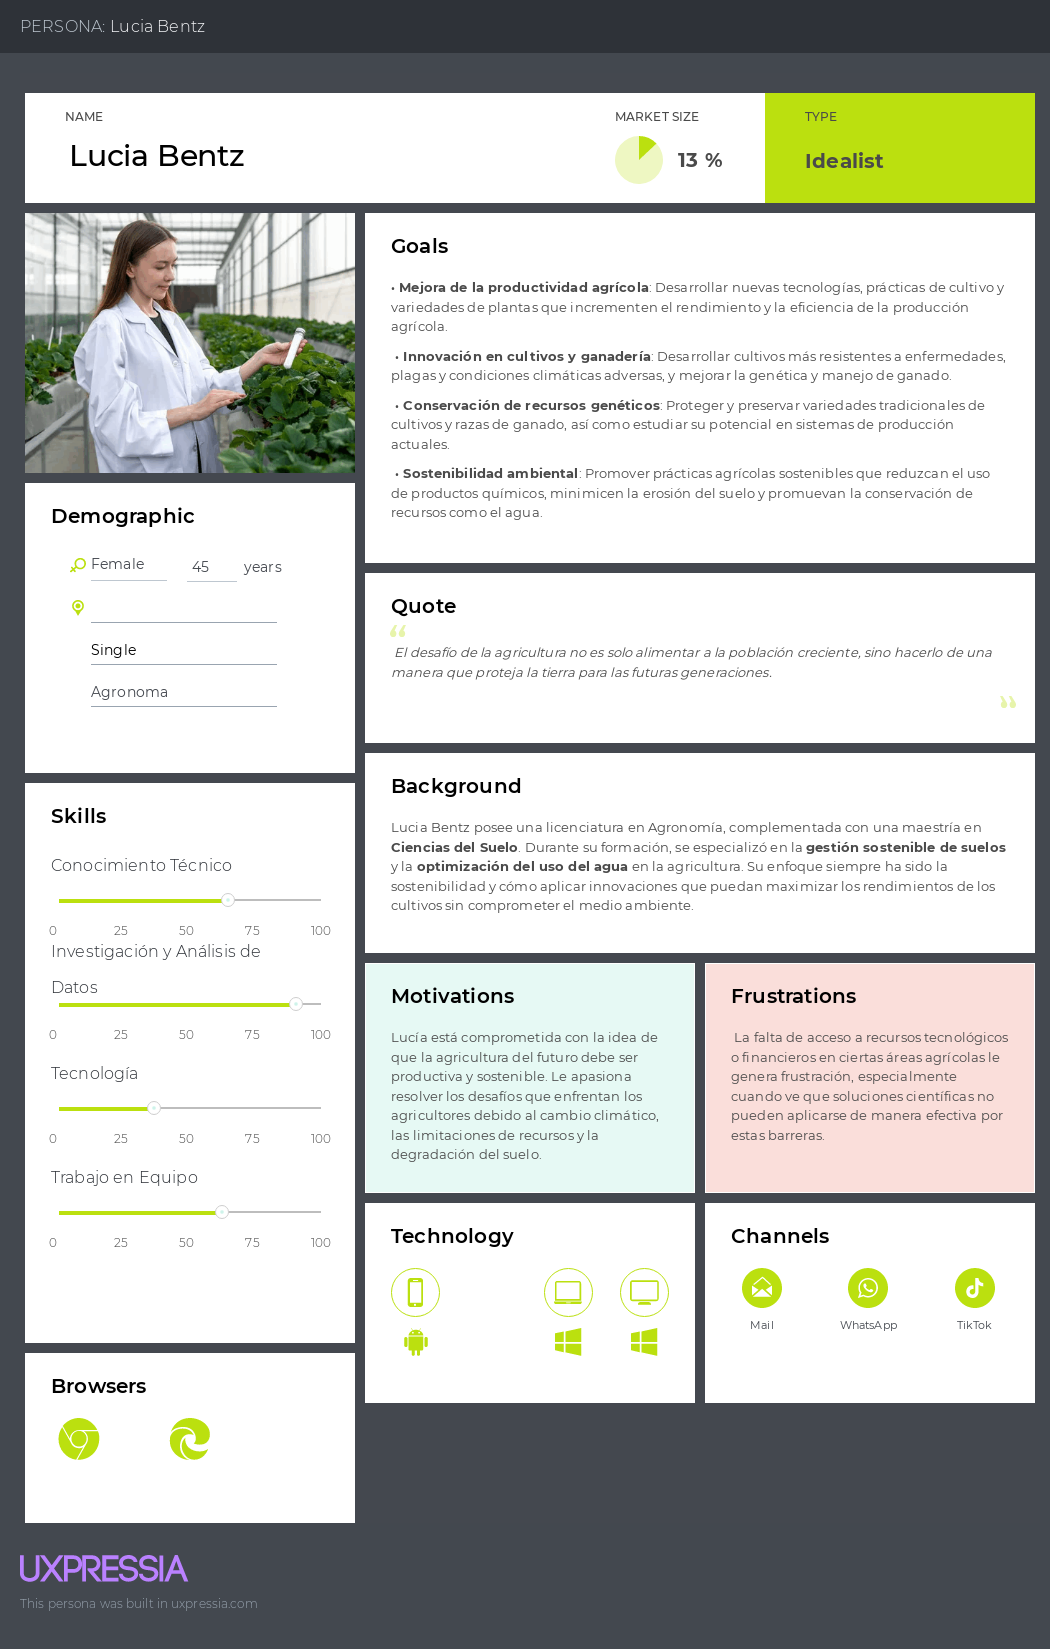 PERSONA: Lucia Bentz
NAME
Lucia Bentz
MARKET SIZE
13 %
TYPE
Idealist
Goals
• Mejora de la productividad agrícola: Desarrollar nuevas tecnologías, prácticas de cultivo y
variedades de plantas que incrementen el rendimiento y la eficiencia de la producción
agrícola.
• Innovación en cultivos y ganadería: Desarrollar cultivos más resistentes a enfermedades,
plagas y condiciones climáticas adversas, y mejorar la genética y manejo de ganado.
• Conservación de recursos genéticos: Proteger y preservar variedades tradicionales de
cultivos y razas de ganado, así como estudiar su potencial en sistemas de producción
actuales.
• Sostenibilidad ambiental: Promover prácticas agrícolas sostenibles que reduzcan el uso
de productos químicos, minimicen la erosión del suelo y promuevan la conservación de
recursos como el agua.
Demographic
Female 45 years
Single
Agronoma
Quote
“
El desafío de la agricultura no es solo alimentar a la población creciente, sino hacerlo de una
manera que proteja la tierra para las futuras generaciones.
”
Background
Lucia Bentz posee una licenciatura en Agronomía, complementada con una maestría en
Ciencias del Suelo. Durante su formación, se especializó en la gestión sostenible de suelos
y la optimización del uso del agua en la agricultura. Su enfoque siempre ha sido la
sostenibilidad y cómo aplicar innovaciones que puedan maximizar los rendimientos de los
cultivos sin comprometer el medio ambiente.
Skills
Conocimiento Técnico
0 25 50 75 100
Investigación y Análisis de
Datos
0 25 50 75 100
Tecnología
0 25 50 75 100
Trabajo en Equipo
0 25 50 75 100
Motivations
Lucía está comprometida con la idea de
que la agricultura del futuro debe ser
productiva y sostenible. Le apasiona
resolver los desafíos que enfrentan los
agricultores debido al cambio climático,
las limitaciones de recursos y la
degradación del suelo.
Frustrations
La falta de acceso a recursos tecnológicos
o financieros en ciertas áreas agrícolas le
genera frustración, especialmente
cuando ve que soluciones científicas no
pueden aplicarse de manera efectiva por
estas barreras.
Technology
Channels
Mail
WhatsApp
TikTok
Browsers
UXPRESSIA
This persona was built in uxpressia.com